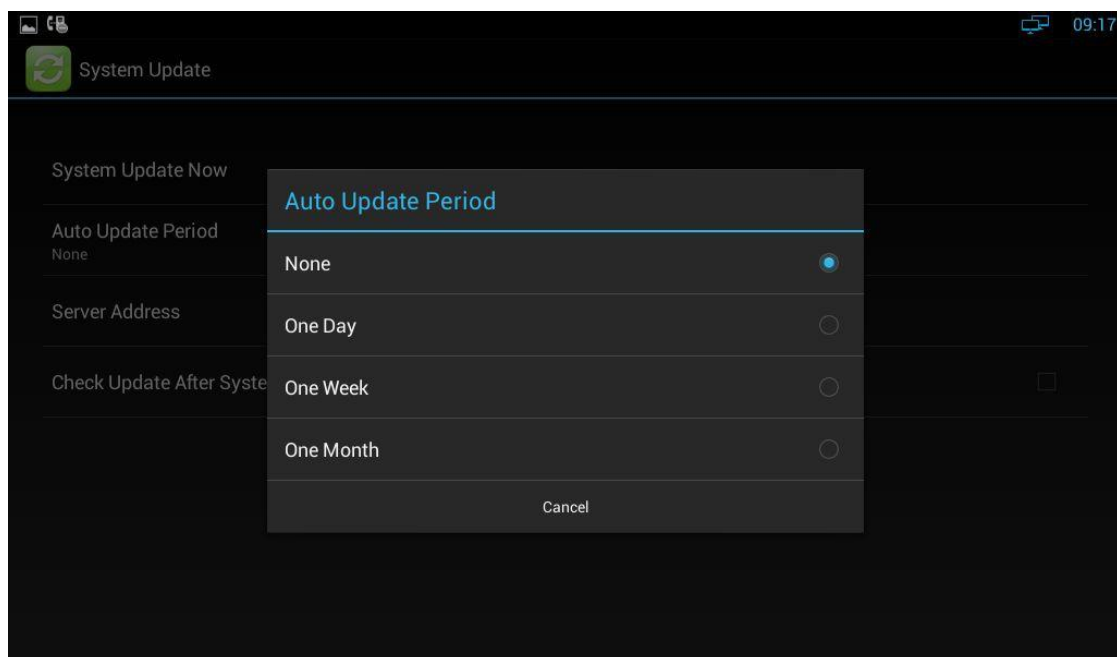 09:17
System Update
System Update Now
Auto Update Period
None
Server Address
Check Update After Syste
Auto Update Period
None
One Day
One Week
One Month
Cancel